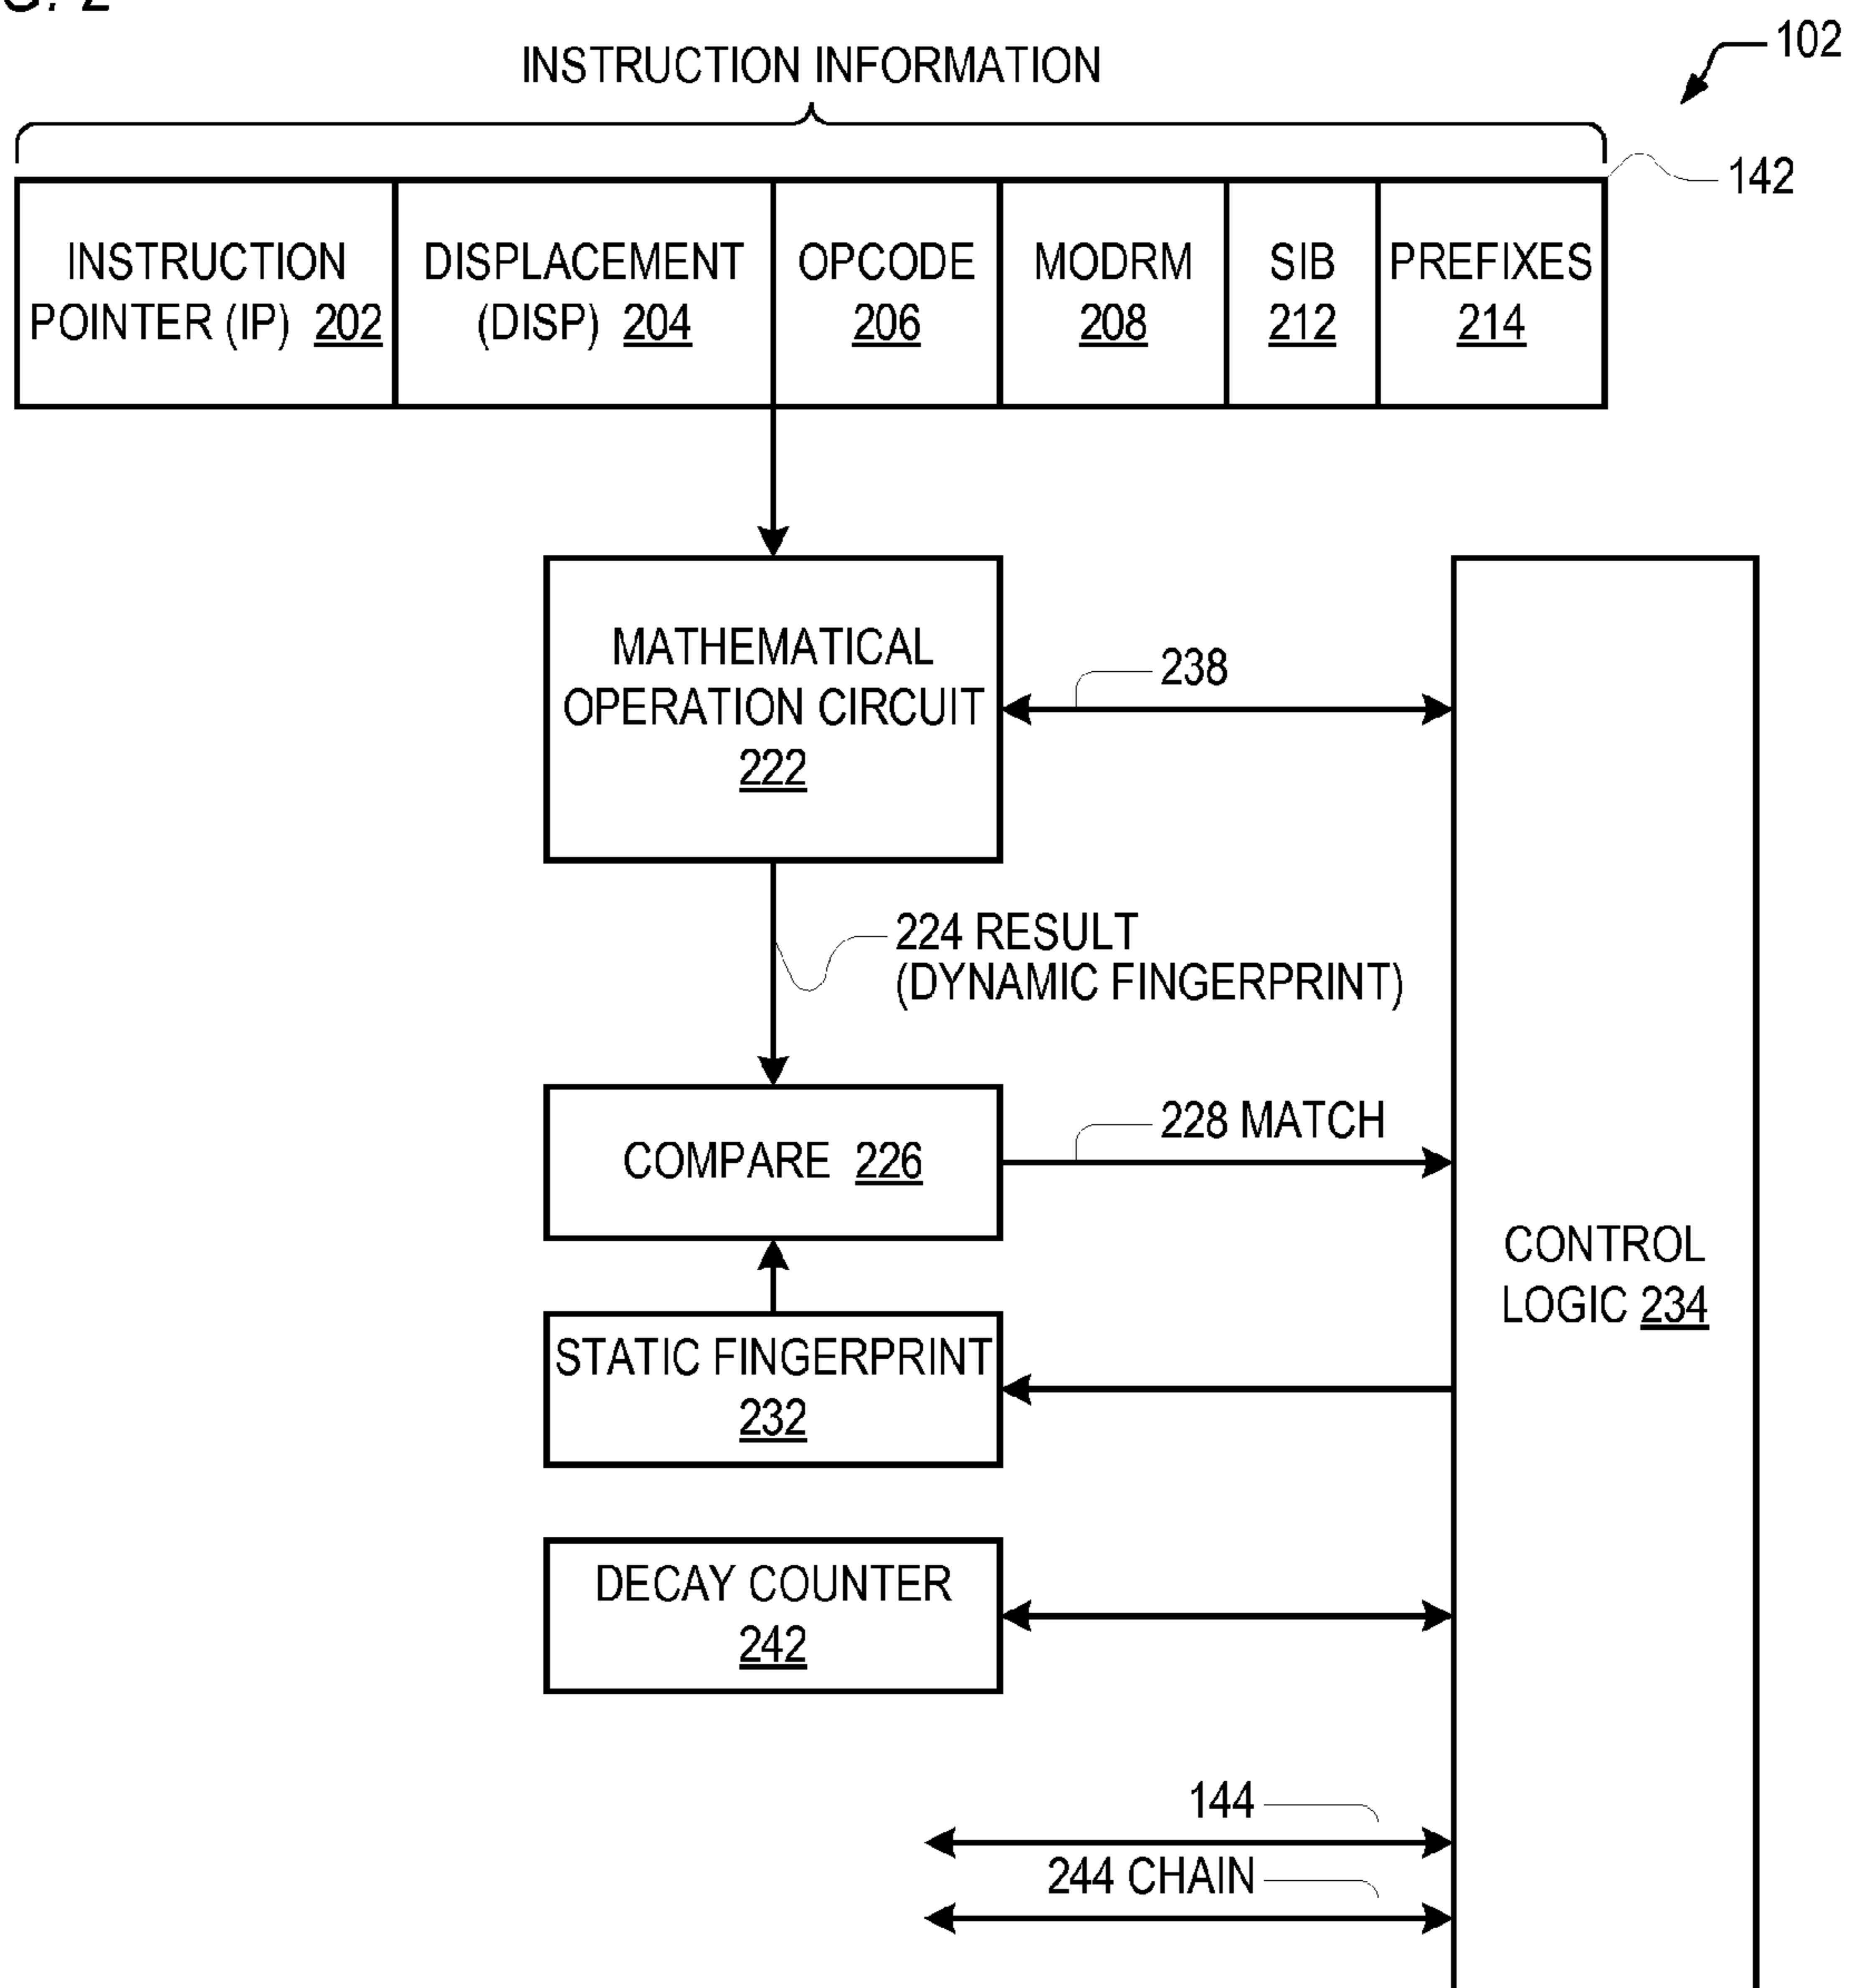 INSTRUCTION INFORMATION
102
142
INSTRUCTION
POINTER (IP) 202
DISPLACEMENT
(DISP) 204
OPCODE
206
MODRM
208
SIB
212
PREFIXES
214
MATHEMATICAL
OPERATION CIRCUIT
222
238
224 RESULT
(DYNAMIC FINGERPRINT)
COMPARE 226
228 MATCH
CONTROL
LOGIC 234
STATIC FINGERPRINT
232
DECAY COUNTER
242
144
244 CHAIN